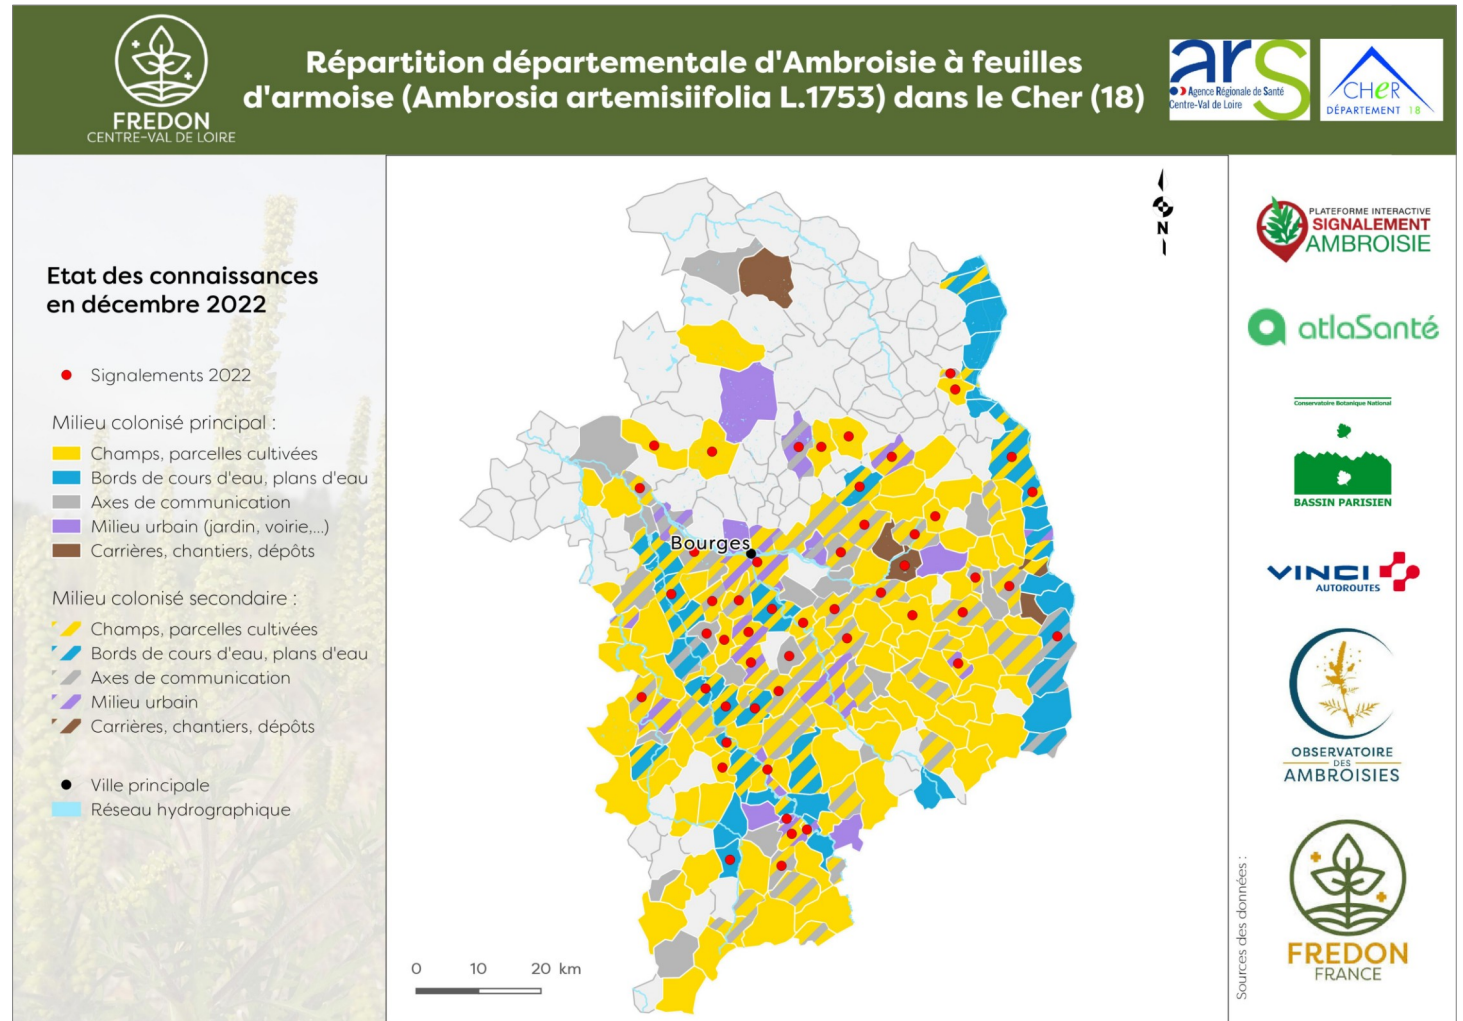 FREDON
CENTRE-VAL DE LOIRE
Répartition départementale d'Ambroisie à feuilles
d'armoise (Ambrosia artemisiifolia L.1753) dans le Cher (18)
ars
Agence Régionale de Santé
Centre-Val de Loire
CHeR
DÉPARTEMENT 18
Etat des connaissances
en décembre 2022
Signalements 2022
Milieu colonisé principal :
Champs, parcelles cultivées
Bords de cours d'eau, plans d'eau
Axes de communication
Milieu urbain (jardin, voirie,...)
Carrières, chantiers, dépôts
Milieu colonisé secondaire :
Champs, parcelles cultivées
Bords de cours d'eau, plans d'eau
Axes de communication
Milieu urbain
Carrières, chantiers, dépôts
Ville principale
Réseau hydrographique
N
Bourges
0 10 20 km
Sources des données :
PLATEFORME INTERACTIVE
SIGNALEMENT
AMBROISIE
atlaSanté
Conservatoire Botanique National
BASSIN PARISIEN
VINCI
AUTOROUTES
OBSERVATOIRE
DES
AMBROISIES
FREDON
FRANCE